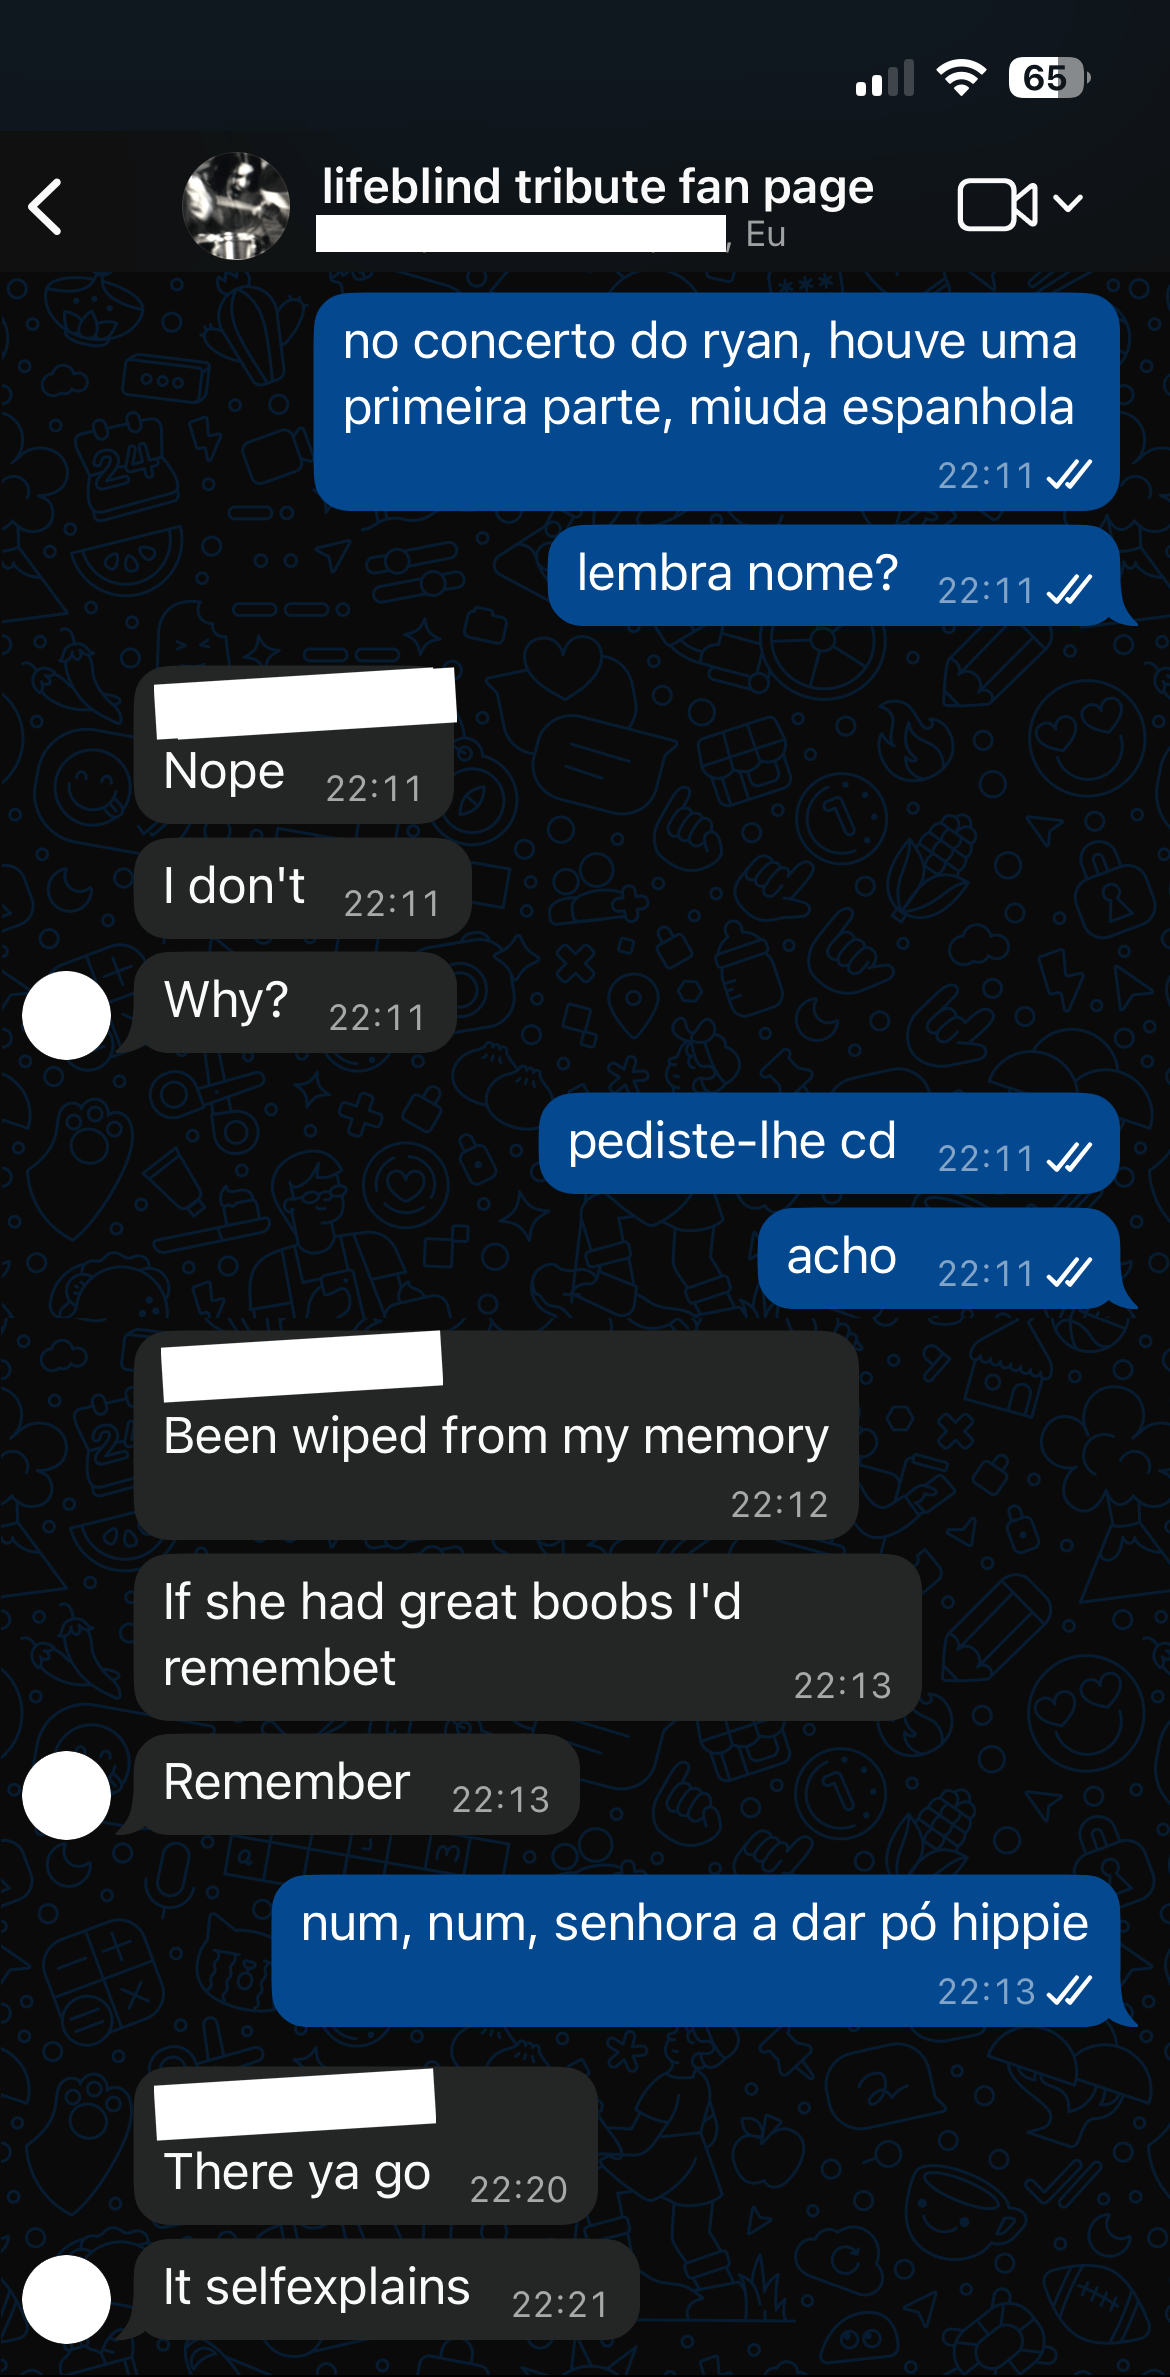 65
lifeblind tribute fan page
, Eu
no concerto do ryan, houve uma
primeira parte, miuda espanhola
22:11
lembra nome? 22:11
Nope 22:11
I don't 22:11
Why? 22:11
pediste-lhe cd 22:11
acho 22:11
Been wiped from my memory
22:12
If she had great boobs I'd
remembet 22:13
Remember 22:13
num, num, senhora a dar pó hippie
22:13
There ya go 22:20
It selfexplains 22:21